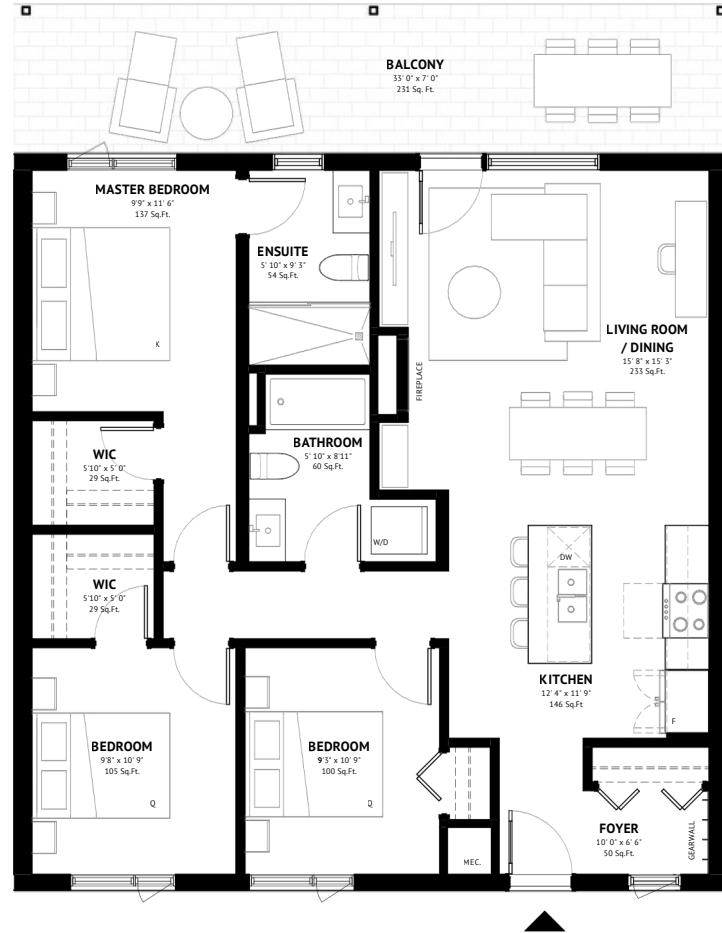 BALCONY
33' 0" x 7' 0"
231 Sq. Ft.
MASTER BEDROOM
9'9" x 11' 6"
137 Sq.Ft.
K
ENSUITE
5' 10" x 9' 3"
54 Sq.Ft.
LIVING ROOM
/ DINING
15' 8" x 15' 3"
233 Sq.Ft.
FIREPLACE
WIC
5'10" x 5' 0"
29 Sq.Ft.
BATHROOM
5' 10" x 8'11"
60 Sq.Ft.
W/D
DW
WIC
5'10" x 5' 0"
29 Sq.Ft.
KITCHEN
12' 4" x 11' 9"
146 Sq.Ft
F
BEDROOM
9'8" x 10' 9"
105 Sq.Ft.
Q
BEDROOM
9'3" x 10' 9"
100 Sq.Ft.
Q
MEC.
FOYER
10' 0" x 6' 6"
50 Sq.Ft.
GEARWALL